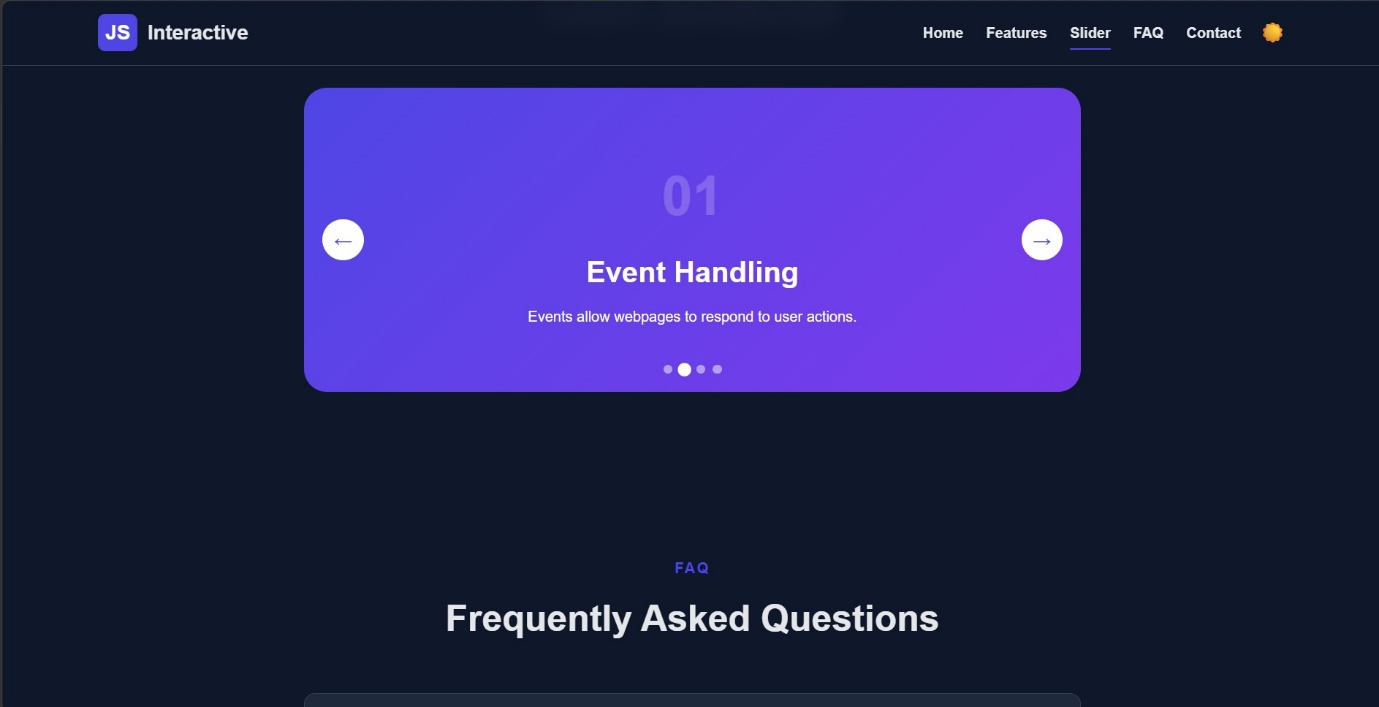 JS Interactive Home Features Slider FAQ Contact
01
←
→
Event Handling
Events allow webpages to respond to user actions.
FAQ
Frequently Asked Questions